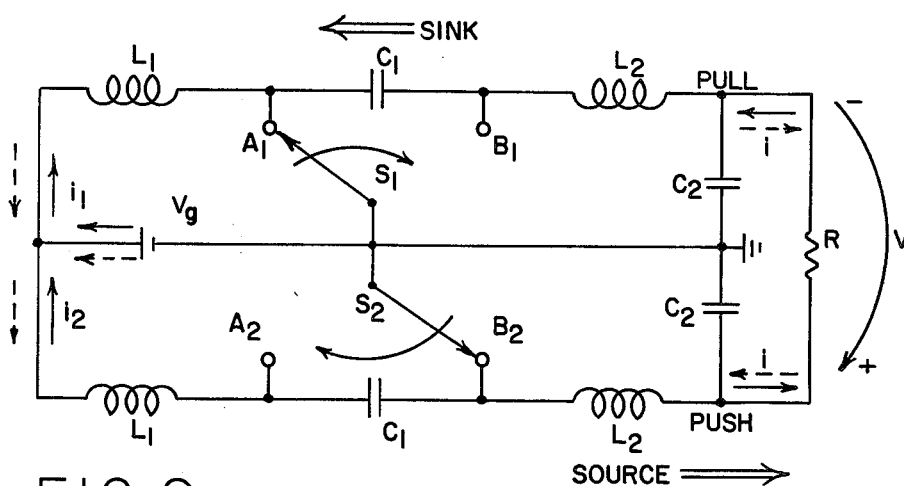 SINK
L1
C1
L2
PULL
A1
B1
S1
i
−
i1
Vg
C2
R
V
i2
S2
A2
B2
C2
i
+
L1
C1
L2
PUSH
SOURCE